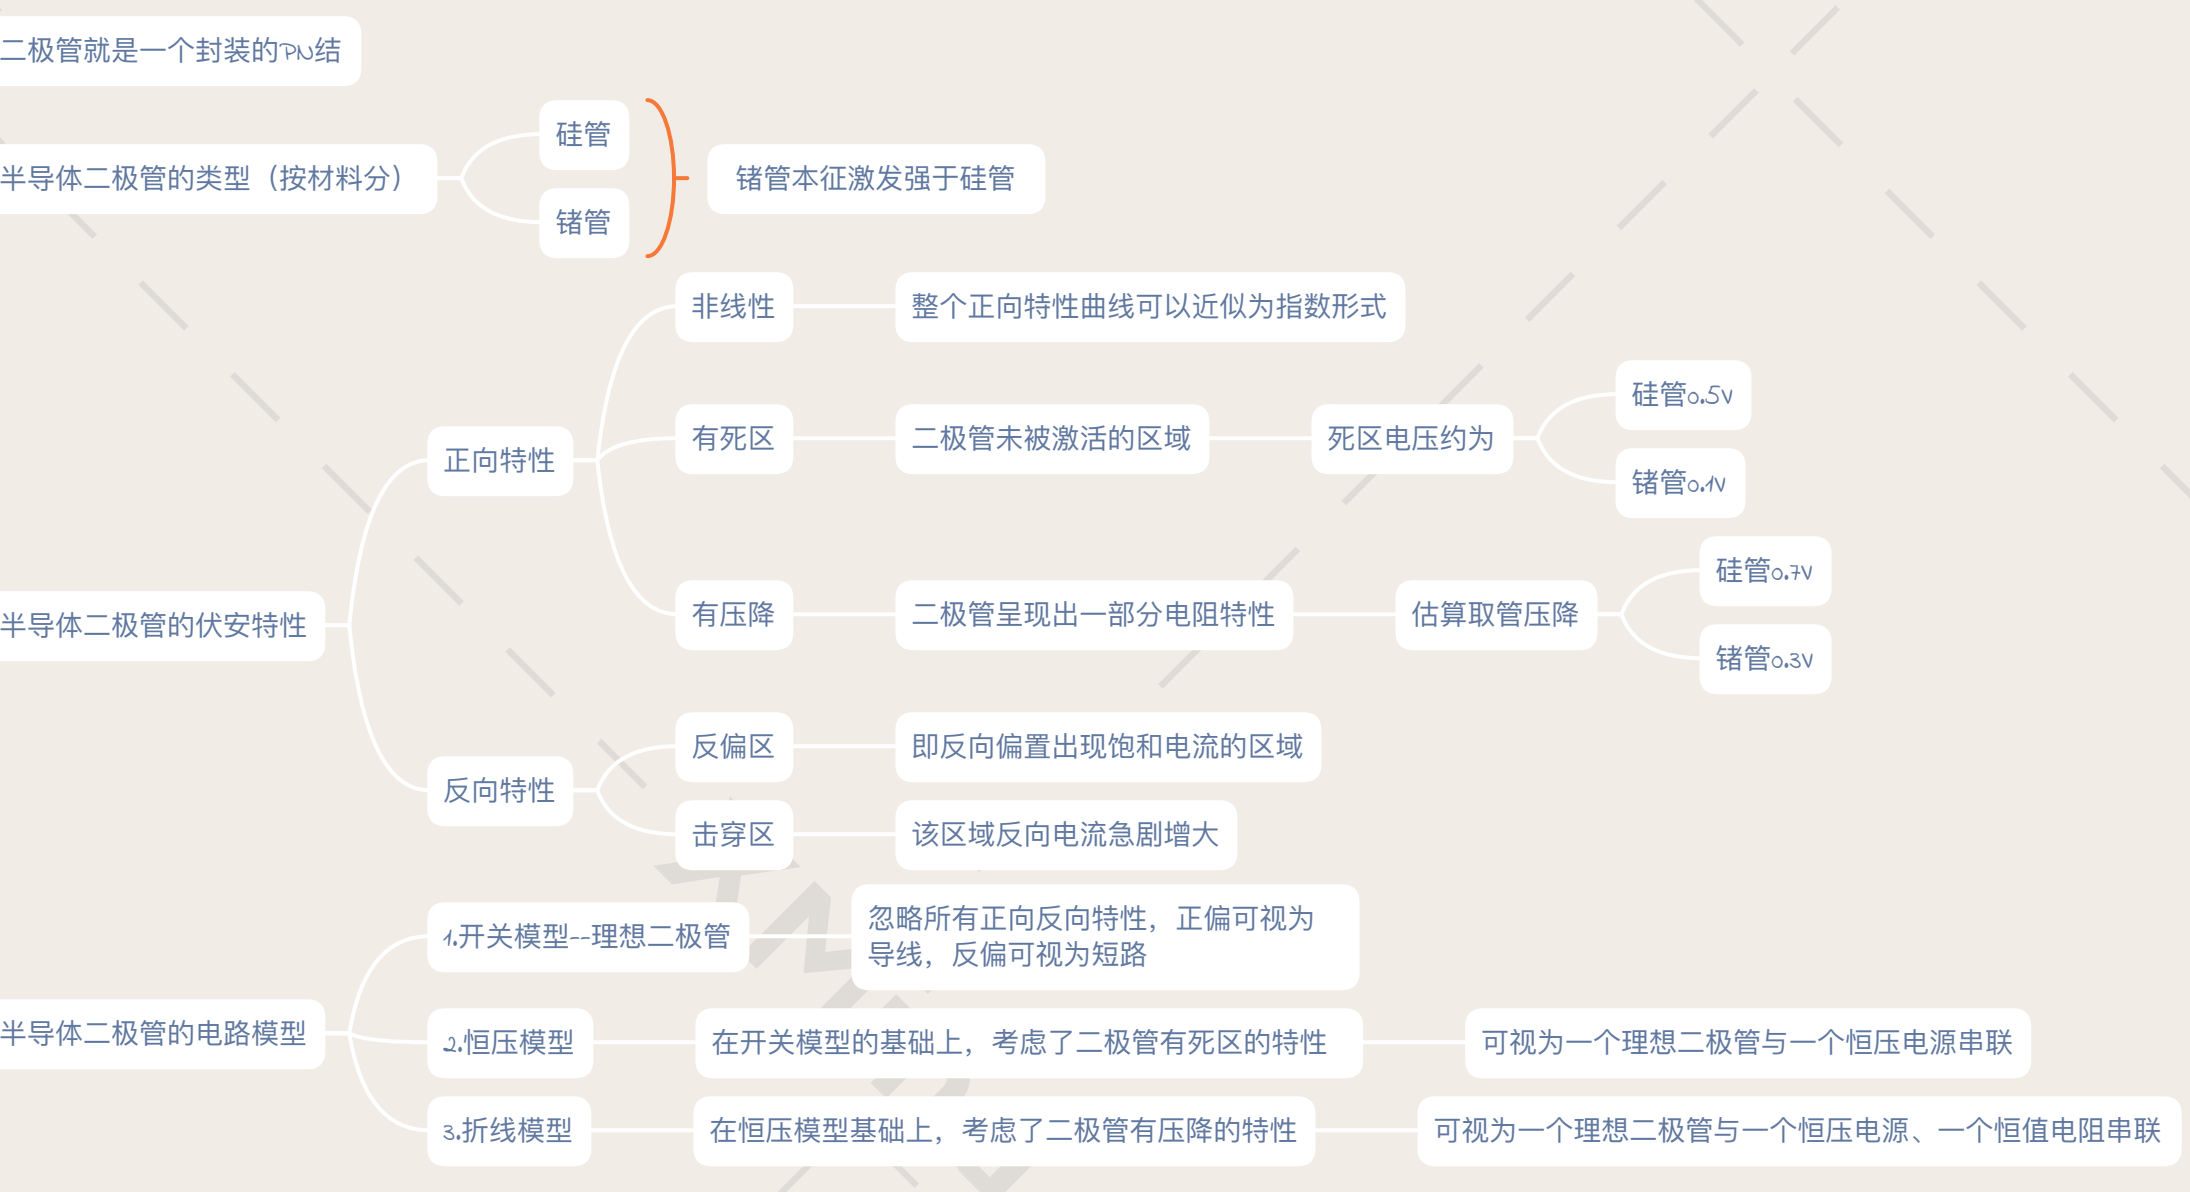 二极管就是一个封装的PN结
硅管
半导体二极管的类型（按材料分）
锗管本征激发强于硅管
锗管
非线性
整个正向特性曲线可以近似为指数形式
硅管0.5V
正向特性
有死区
二极管未被激活的区域
死区电压约为
锗管0.1V
硅管0.7V
半导体二极管的伏安特性
有压降
二极管呈现出一部分电阻特性
估算取管压降
锗管0.3V
反偏区
即反向偏置出现饱和电流的区域
反向特性
击穿区
该区域反向电流急剧增大
1.开关模型--理想二极管
忽略所有正向反向特性，正偏可视为
导线，反偏可视为短路
半导体二极管的电路模型
2.恒压模型
在开关模型的基础上，考虑了二极管有死区的特性
可视为一个理想二极管与一个恒压电源串联
3.折线模型
在恒压模型基础上，考虑了二极管有压降的特性
可视为一个理想二极管与一个恒压电源、一个恒值电阻串联